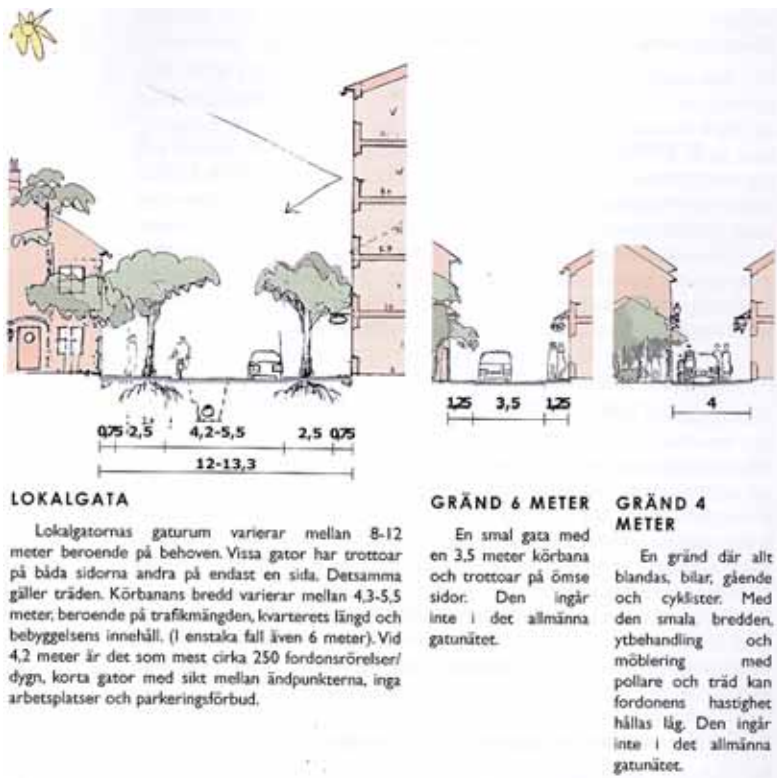 0,75 2,5 4,2-5,5 2,5 0,75
12-13,3
1,25 3,5 1,25
4
LOKALGATA
Lokalgatornas gaturum varierar mellan 8-12
meter beroende på behoven. Vissa gator har trottoar
på båda sidorna andra på endast en sida. Detsamma
gäller träden. Körbanans bredd varierar mellan 4,3-5,5
meter, beroende på trafikmängden, kvarterets längd och
bebyggelsens innehåll. (I enstaka fall även 6 meter). Vid
4,2 meter är det som mest cirka 250 fordonsrörelser/
dygn, korta gator med sikt mellan ändpunkterna, inga
arbetsplatser och parkeringsförbud.
GRÄND 6 METER
En smal gata med
en 3,5 meter körbana
och trottoar på ömse
sidor. Den ingår
inte i det allmänna
gatunätet.
GRÄND 4
METER
En gränd där allt
blandas, bilar, gående
och cyklister. Med
den smala bredden,
ytbehandling och
möblering med
pollare och träd kan
fordonens hastighet
hållas låg. Den ingår
inte i det allmänna
gatunätet.